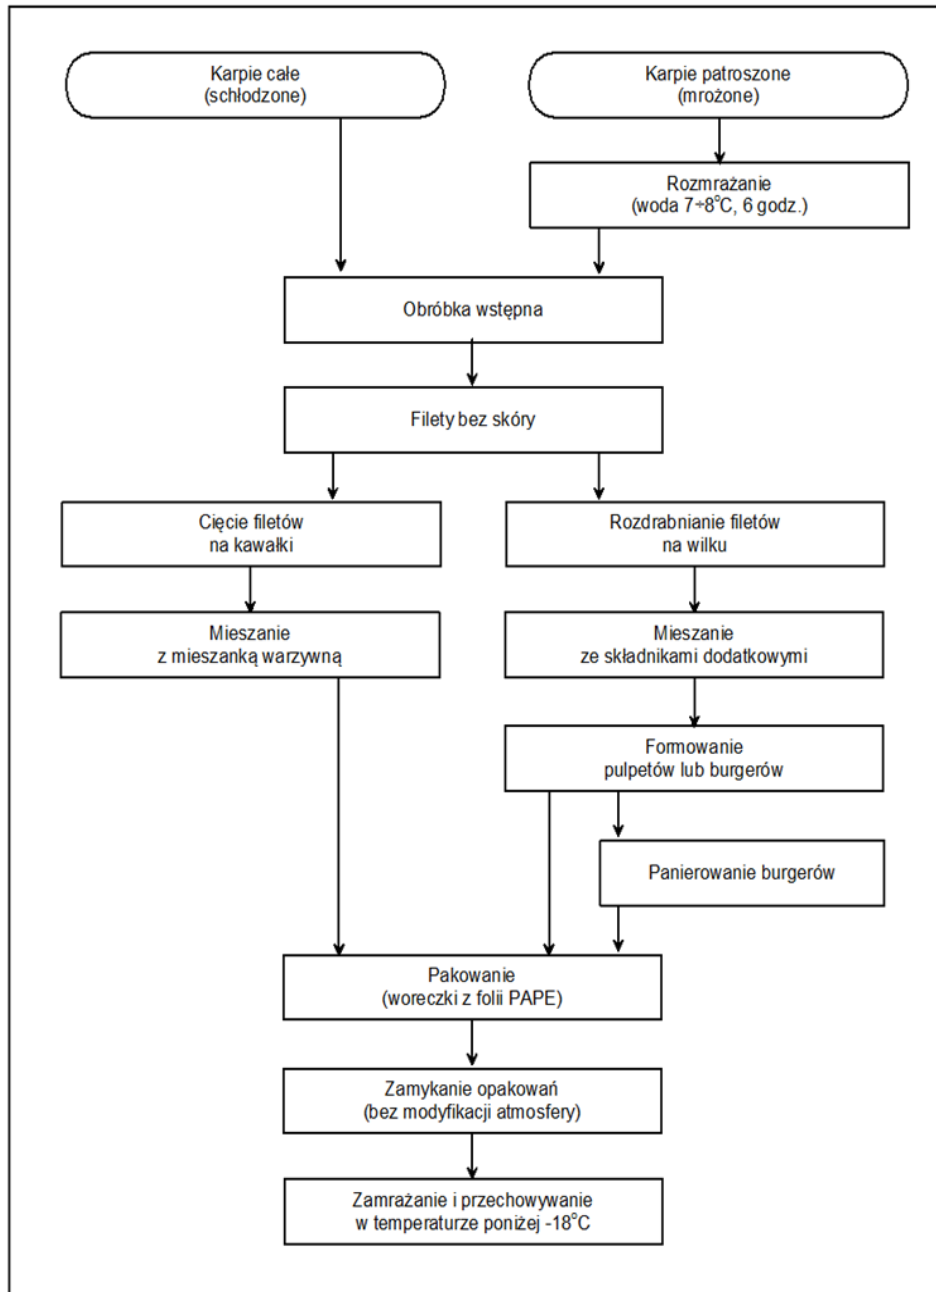 Karpie całe
(schłodzone)
Karpie patroszone
(mrożone)
Rozmrażanie
(woda 7÷8°C, 6 godz.)
Obróbka wstępna
Filety bez skóry
Cięcie filetów
na kawałki
Rozdrabnianie filetów
na wilku
Mieszanie
z mieszanką warzywną
Mieszanie
ze składnikami dodatkowymi
Formowanie
pulpetów lub burgerów
Panierowanie burgerów
Pakowanie
(woreczki z folii PAPE)
Zamykanie opakowań
(bez modyfikacji atmosfery)
Zamrażanie i przechowywanie
w temperaturze poniżej -18°C